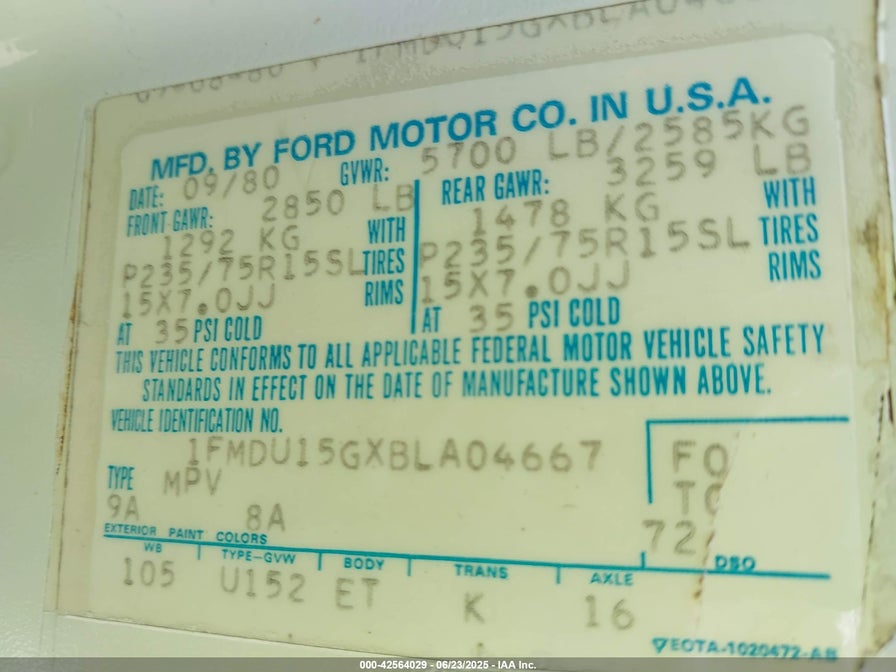 1FMDU15GXBLA04667
MFD. BY FORD MOTOR CO. IN U.S.A.
DATE: 09/80 GVWR: 5700 LB/2585KG
FRONT GAWR: 2850 LB REAR GAWR: 3259 LB
1292 KG WITH 1478 KG WITH
P235/75R15SL TIRES P235/75R15SL TIRES
15X7.0JJ RIMS 15X7.0JJ RIMS
AT 35 PSI COLD AT 35 PSI COLD
THIS VEHICLE CONFORMS TO ALL APPLICABLE FEDERAL MOTOR VEHICLE SAFETY
STANDARDS IN EFFECT ON THE DATE OF MANUFACTURE SHOWN ABOVE.
VEHICLE IDENTIFICATION NO.
1FMDU15GXBLA04667 FO
TYPE MPV TO
9A 8A 72
EXTERIOR PAINT COLORS DSO
WB TYPE-GVW BODY TRANS AXLE
105 U152 ET K 16
EOTA-1020472-AB
000-42564029 - 06/23/2025 - IAA Inc.